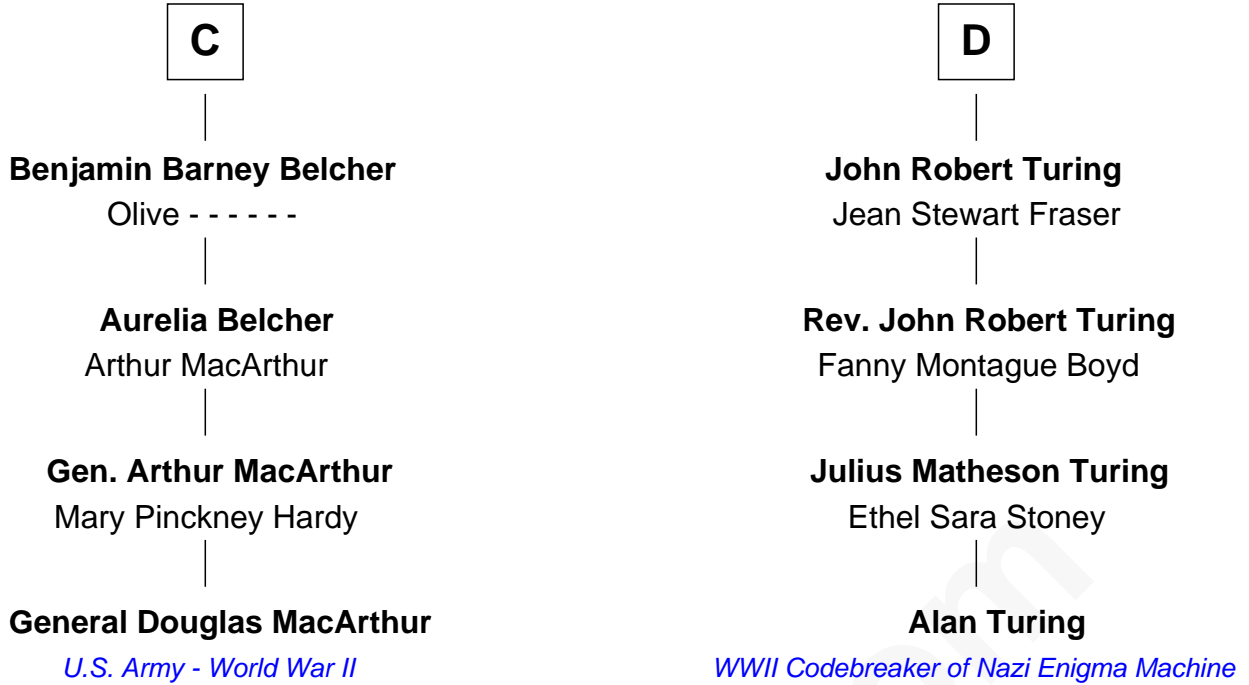 C
D
Benjamin Barney Belcher
Olive - - - - - -
John Robert Turing
Jean Stewart Fraser
Aurelia Belcher
Arthur MacArthur
Rev. John Robert Turing
Fanny Montague Boyd
Gen. Arthur MacArthur
Mary Pinckney Hardy
Julius Matheson Turing
Ethel Sara Stoney
General Douglas MacArthur
U.S. Army - World War II
Alan Turing
WWII Codebreaker of Nazi Enigma Machine
om